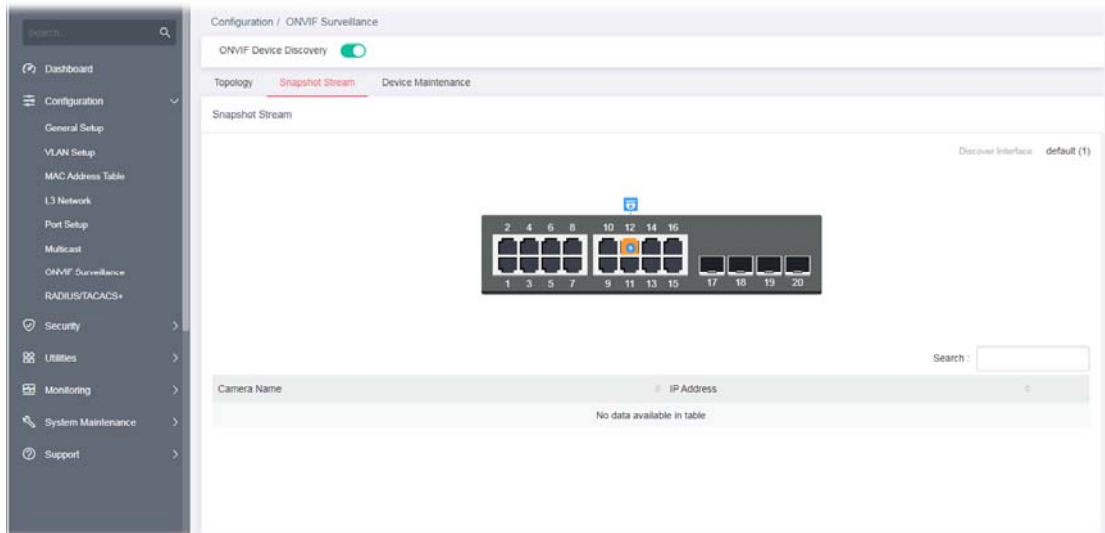 Search...
Dashboard
Configuration
General Setup
VLAN Setup
MAC Address Table
L3 Network
Port Setup
Multicast
ONVIF Surveillance
RADIUS/TACACS+
Security
Utilities
Monitoring
System Maintenance
Support
Configuration / ONVIF Surveillance
ONVIF Device Discovery
Topology Snapshot Stream Device Maintenance
Snapshot Stream
Discover Interface: default (1)
2 4 6 8 10 12 14 16
1 3 5 7 9 11 13 15 17 18 19 20
Search :
Camera Name IP Address
No data available in table